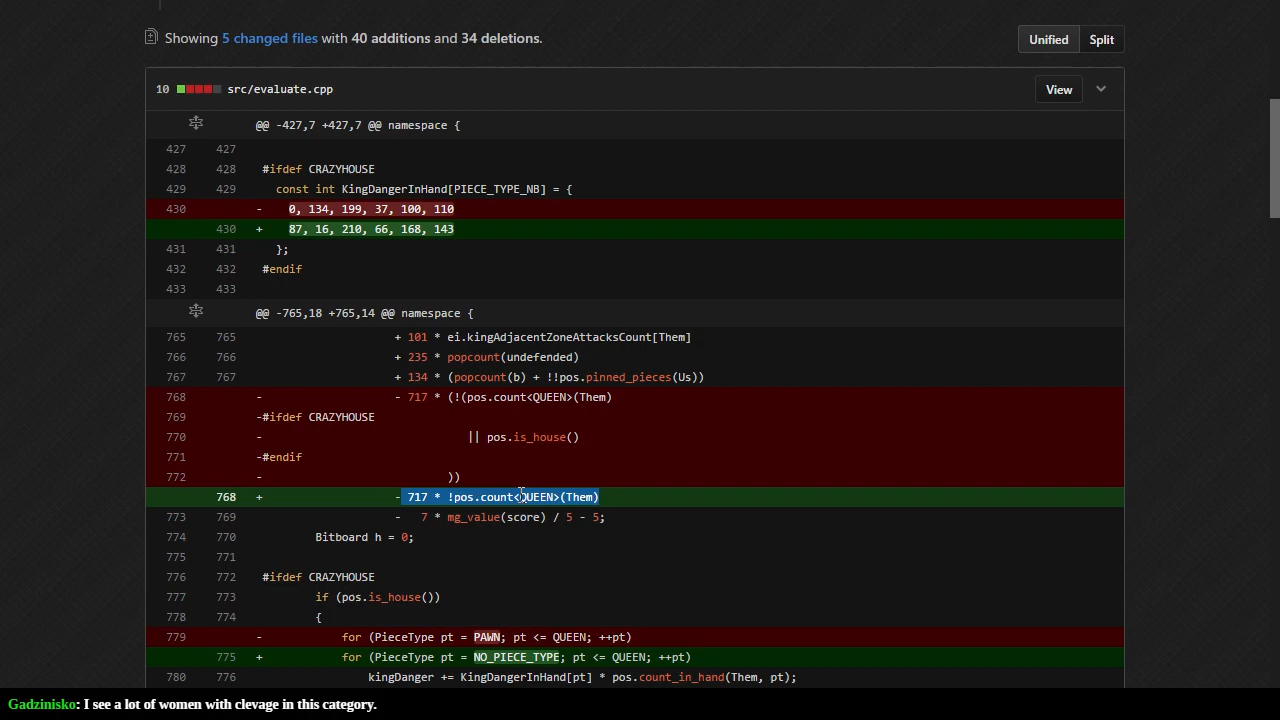 Showing 5 changed files with 40 additions and 34 deletions.
Unified Split
10 src/evaluate.cpp
View
@@ -427,7 +427,7 @@ namespace {
427 427
428 428 #ifdef CRAZYHOUSE
429 429 const int KingDangerInHand[PIECE_TYPE_NB] = {
430 - 0, 134, 199, 37, 100, 110
430 + 87, 16, 210, 66, 168, 143
431 431 };
432 432 #endif
433 433
@@ -765,18 +765,14 @@ namespace {
765 765 + 101 * ei.kingAdjacentZoneAttacksCount[Them]
766 766 + 235 * popcount(undefended)
767 767 + 134 * (popcount(b) + !!pos.pinned_pieces(Us))
768 - - 717 * (!(pos.count<QUEEN>(Them)
769 -#ifdef CRAZYHOUSE
770 - || pos.is_house()
771 -#endif
772 - ))
768 + - 717 * !pos.count<QUEEN>(Them)
773 769 - 7 * mg_value(score) / 5 - 5;
774 770 Bitboard h = 0;
775 771
776 772 #ifdef CRAZYHOUSE
777 773 if (pos.is_house())
778 774 {
779 - for (PieceType pt = PAWN; pt <= QUEEN; ++pt)
775 + for (PieceType pt = NO_PIECE_TYPE; pt <= QUEEN; ++pt)
780 776 kingDanger += KingDangerInHand[pt] * pos.count_in_hand(Them, pt);
Gadzinisko: I see a lot of women with clevage in this category.